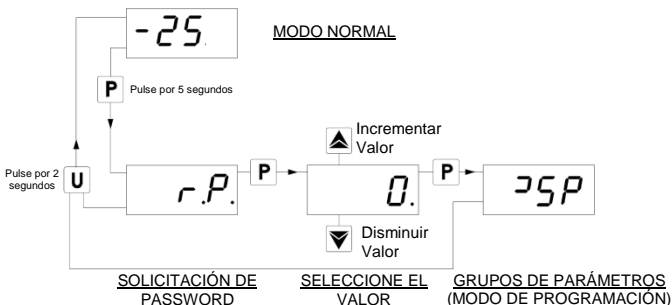 -25.
MODO NORMAL
P
Pulse por 5 segundos
Pulse por 2
segundos
U
r.P.
P
Incrementar
Valor
0.
Disminuir
Valor
P
⊐SP
SOLICITACIÓN DE
PASSWORD
SELECCIONE EL
VALOR
GRUPOS DE PARÁMETROS
(MODO DE PROGRAMACIÓN)